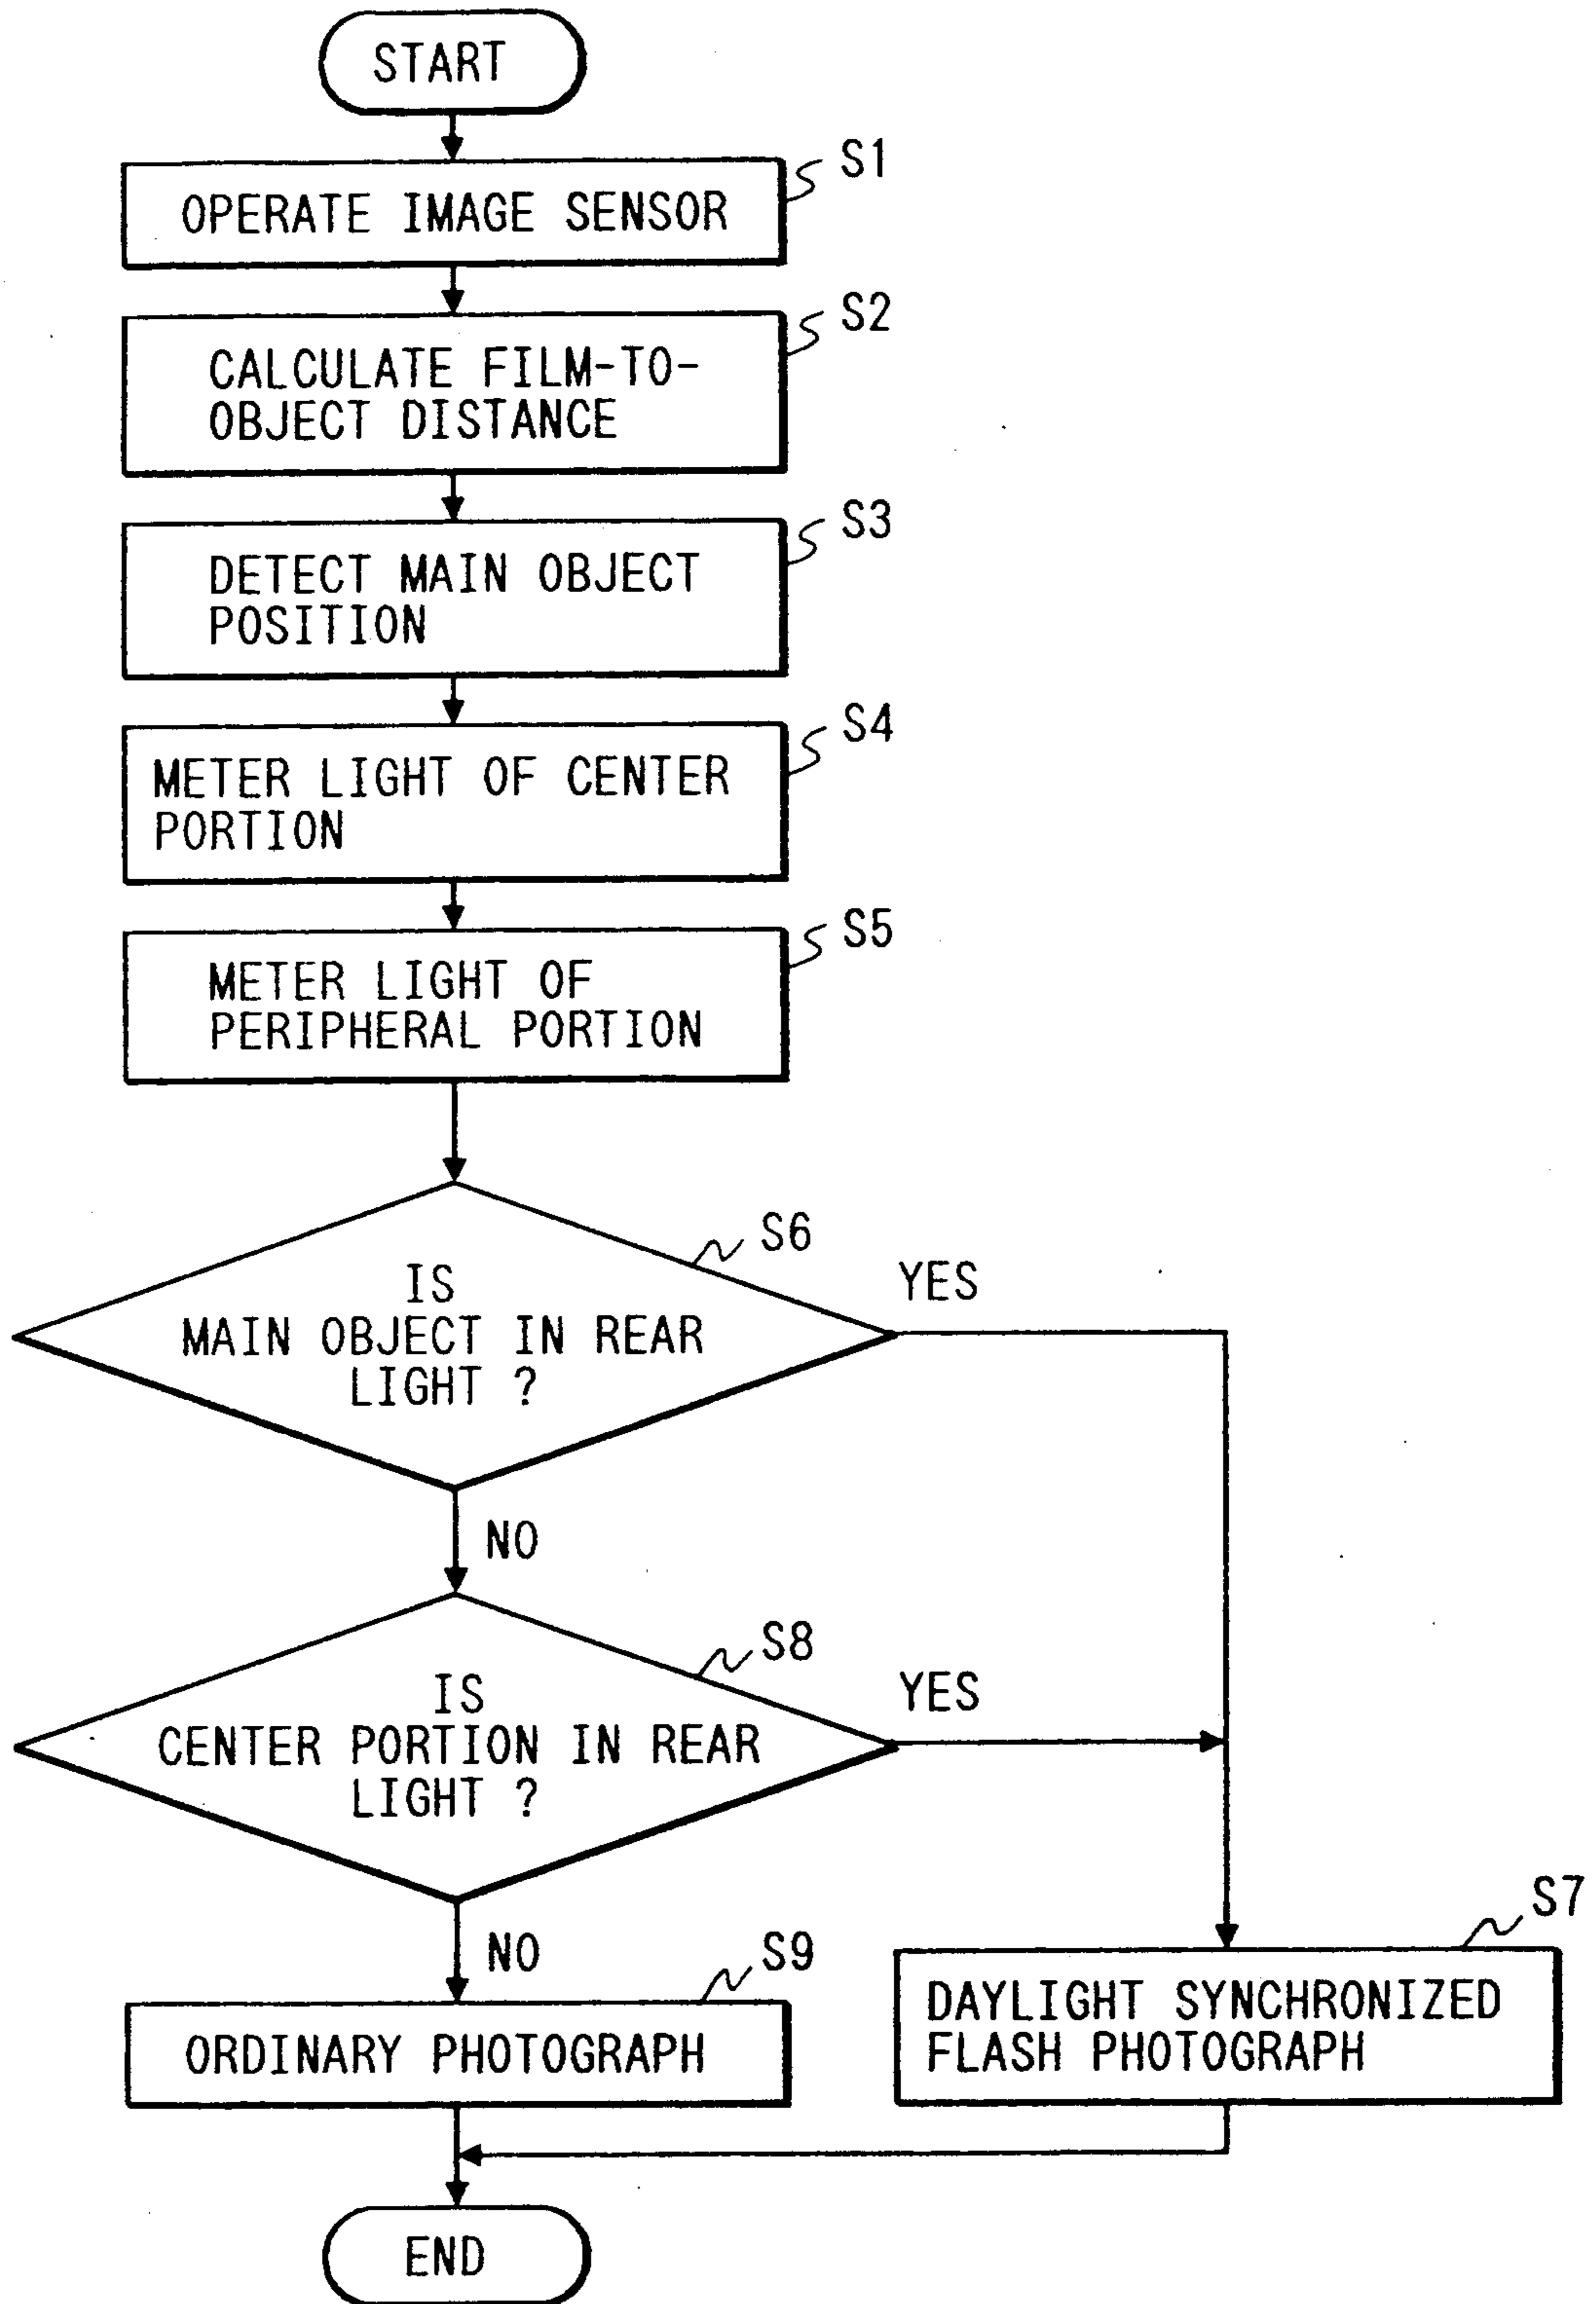 START
S1
OPERATE IMAGE SENSOR
S2
CALCULATE FILM-TO-
OBJECT DISTANCE
S3
DETECT MAIN OBJECT
POSITION
S4
METER LIGHT OF CENTER
PORTION
S5
METER LIGHT OF
PERIPHERAL PORTION
S6
YES
IS
MAIN OBJECT IN REAR
LIGHT ?
NO
S8
YES
IS
CENTER PORTION IN REAR
LIGHT ?
NO
S9
ORDINARY PHOTOGRAPH
S7
DAYLIGHT SYNCHRONIZED
FLASH PHOTOGRAPH
END